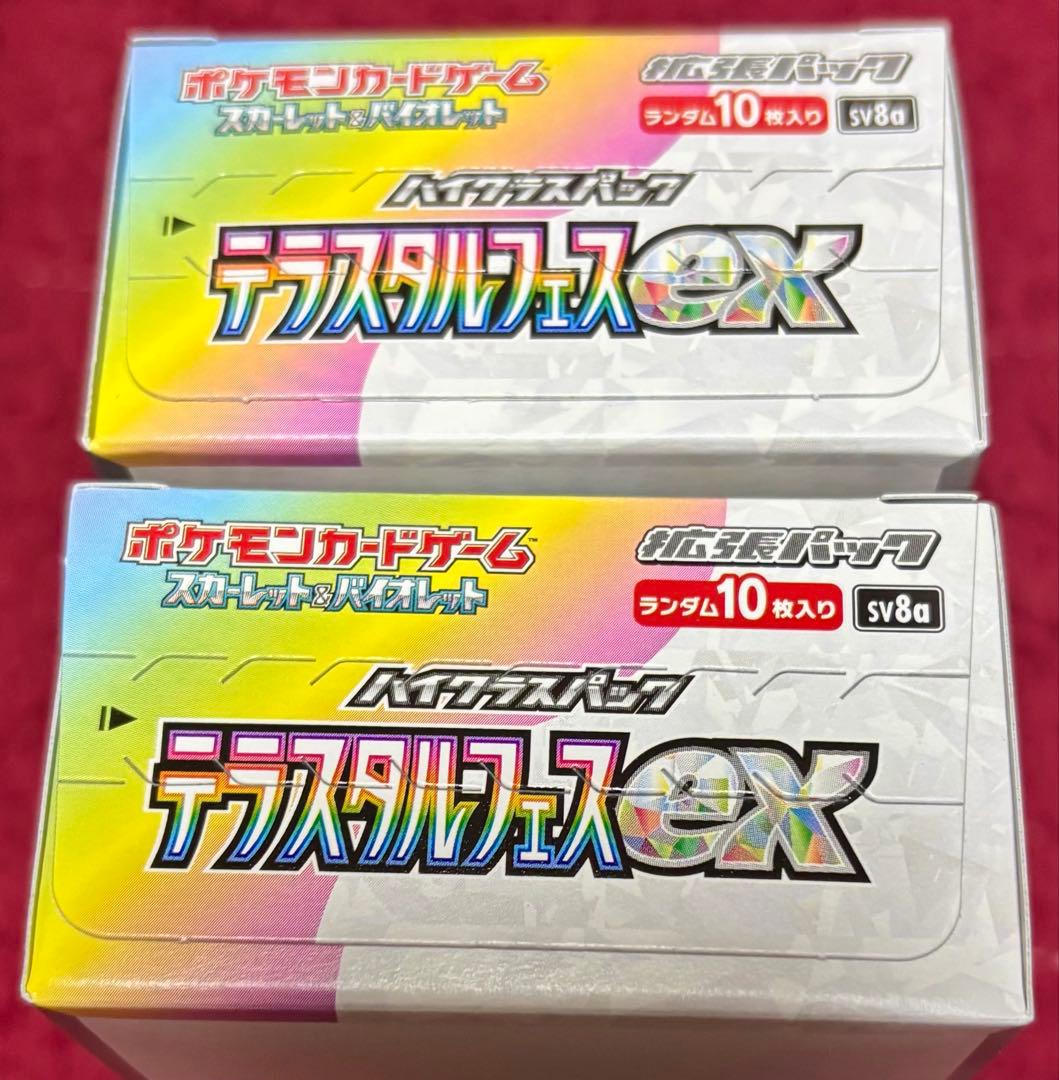 ポケモンカードゲーム
スカーレット&バイオレット
拡張パック
ランダム10枚入り sv8a
ハイクラスパック
テラスタルフェスex
ポケモンカードゲーム™
スカーレット&バイオレット
拡張パック
ランダム10枚入り sv8a
ハイクラスパック
テラスタルフェスex